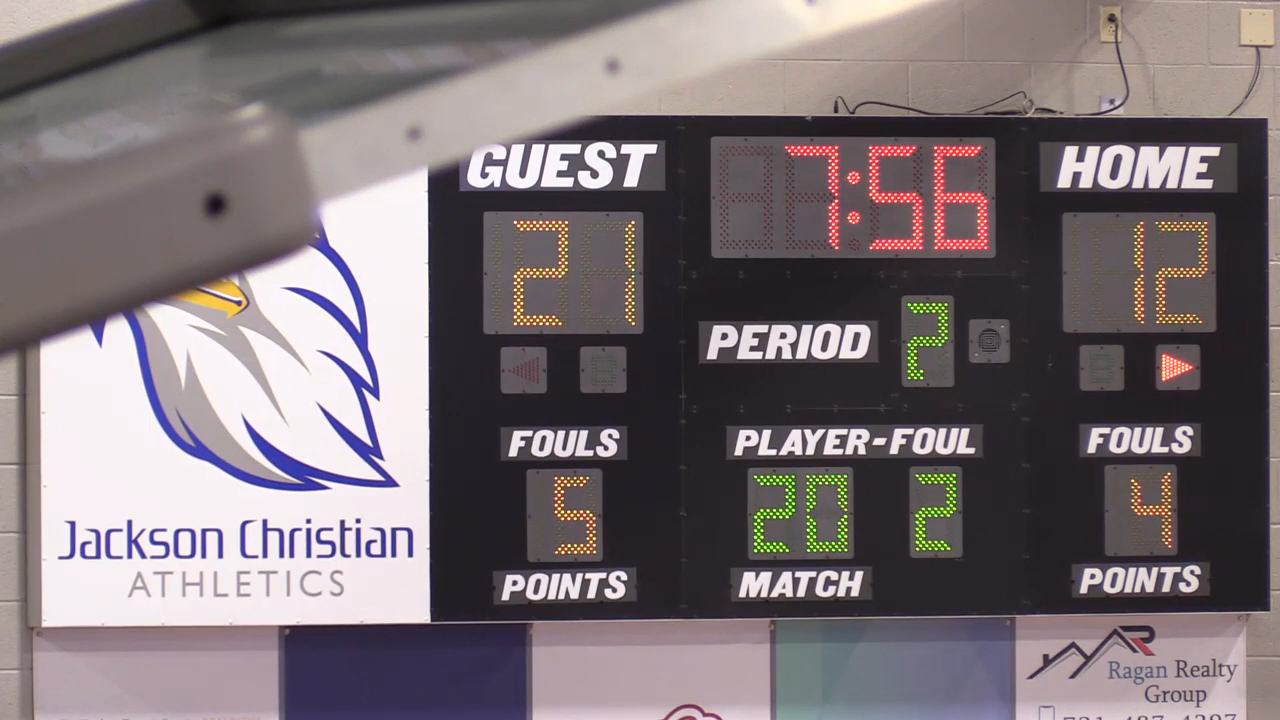 GUEST
7:56
HOME
21
12
PERIOD 2
FOULS
PLAYER-FOUL
FOULS
5
20 2
4
POINTS
MATCH
POINTS
Jackson Christian
ATHLETICS
Ragan Realty
Group